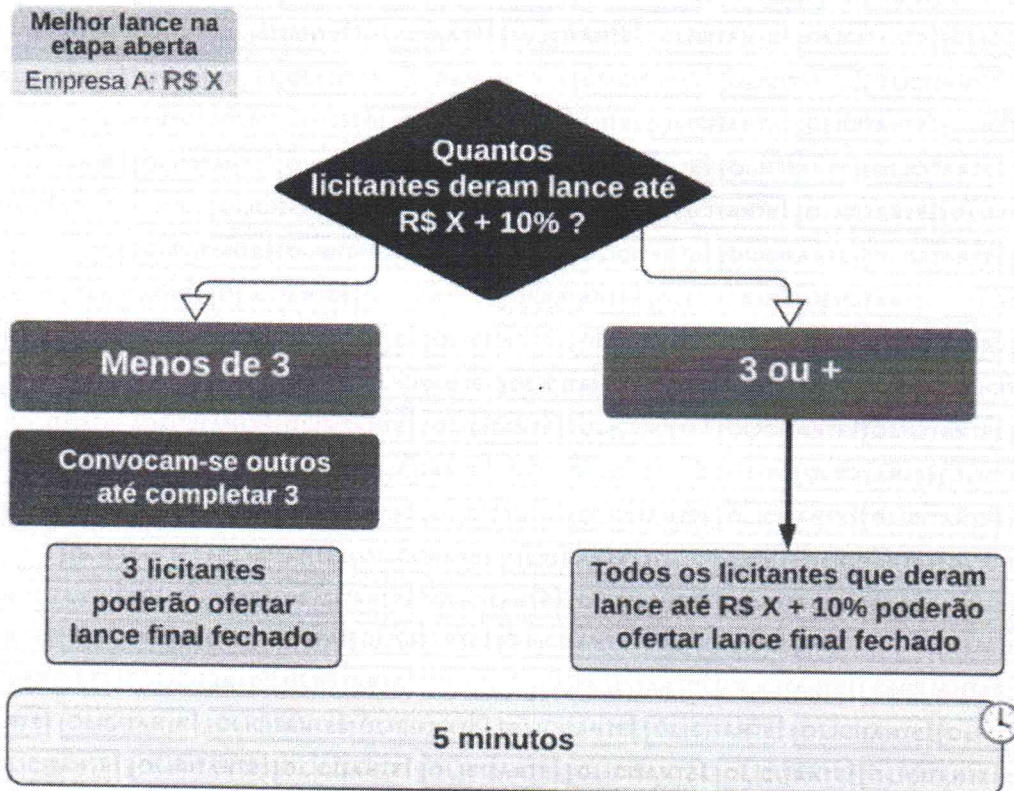 Melhor lance na
etapa aberta
Empresa A: R$ X
Quantos
licitantes deram lance até
R$ X + 10% ?
Menos de 3
3 ou +
Convocam-se outros
até completar 3
3 licitantes
poderão ofertar
lance final fechado
Todos os licitantes que deram
lance até R$ X + 10% poderão
ofertar lance final fechado
5 minutos